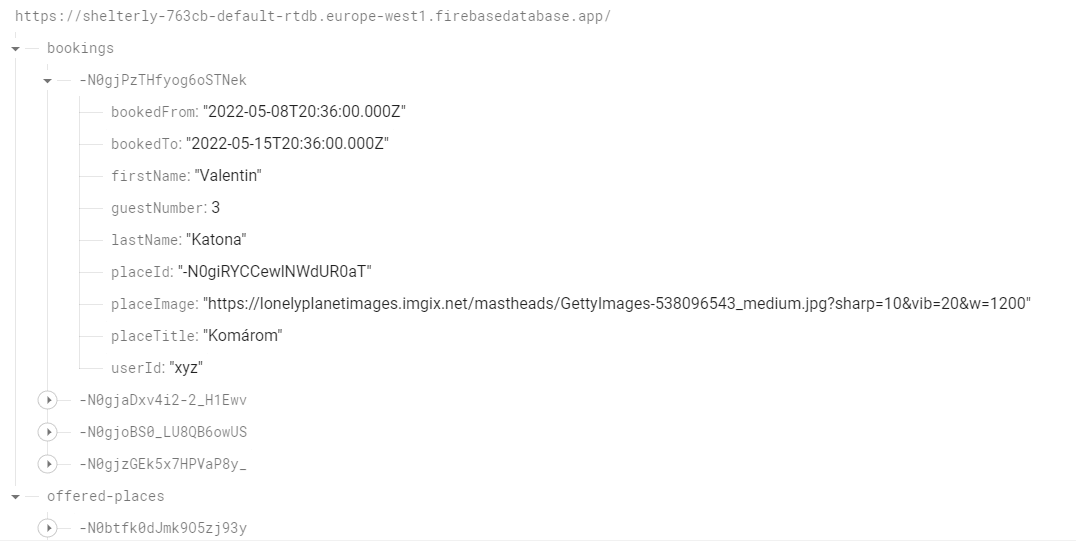 https://shelterly-763cb-default-rtdb.europe-west1.firebasedatabase.app/
bookings
-N0gjPzTHfyog6oSTNek
bookedFrom: "2022-05-08T20:36:00.000Z"
bookedTo: "2022-05-15T20:36:00.000Z"
firstName: "Valentin"
guestNumber: 3
lastName: "Katona"
placeId: "-N0giRYCCewlNWdUR0aT"
placeImage: "https://lonelyplanetimages.imgix.net/mastheads/GettyImages-538096543_medium.jpg?sharp=10&vib=20&w=1200"
placeTitle: "Komárom"
userId: "xyz"
-N0gjaDxv4i2-2_H1Ewv
-N0gjoBS0_LU8QB6owUS
-N0gjzGEk5x7HPVaP8y_
offered-places
-N0btfk0dJmk9O5zj93y